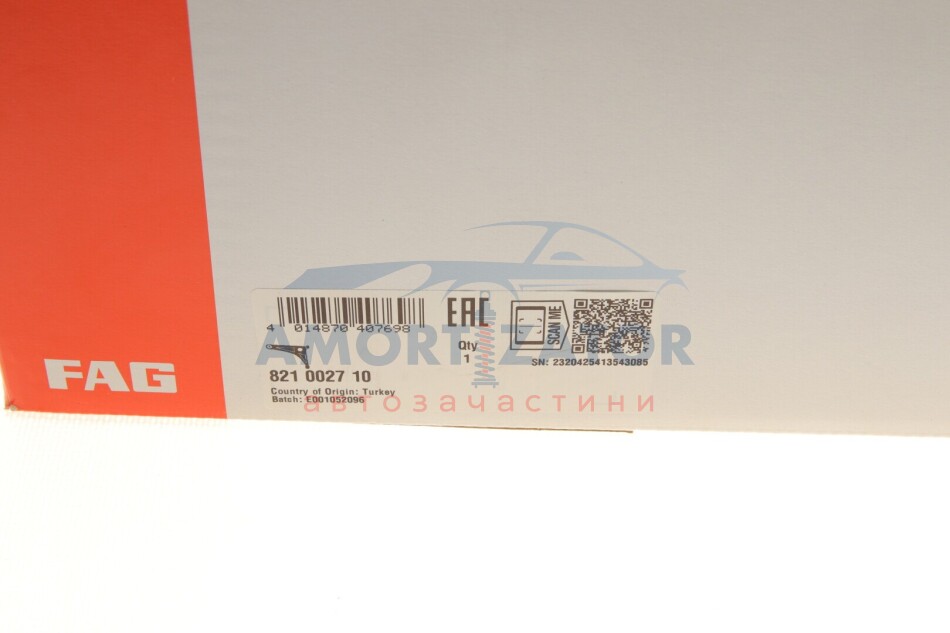 FAG
4 014870 407698
EAC
SCAN ME
Qty
1
SN: 2320425413543085
AMORTIZATOR
821 0027 10
Country of Origin: Turkey
Batch: E001052096
автозачастини